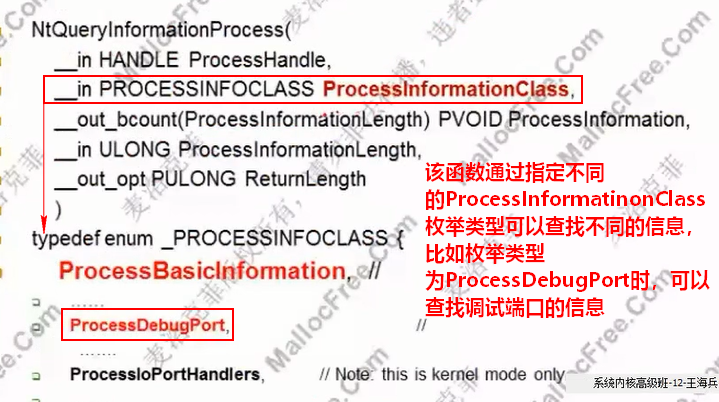 NtQueryInformationProcess(
__in HANDLE ProcessHandle,
__in PROCESSINFOCLASS ProcessInformationClass,
__out_bcount(ProcessInformationLength) PVOID ProcessInformation,
__in ULONG ProcessInformationLength,
__out_opt PULONG ReturnLength
)
typedef enum _PROCESSINFOCLASS {
ProcessBasicInformation, //
......
ProcessDebugPort, //
.......
ProcessIoPortHandlers, // Note: this is kernel mode only
该函数通过指定不同
的ProcessInformatinonClass
枚举类型可以查找不同的信息，
比如枚举类型
为ProcessDebugPort时，可以
查找调试端口的信息
系统内核高级班-12-王海兵
MallocFree.Com